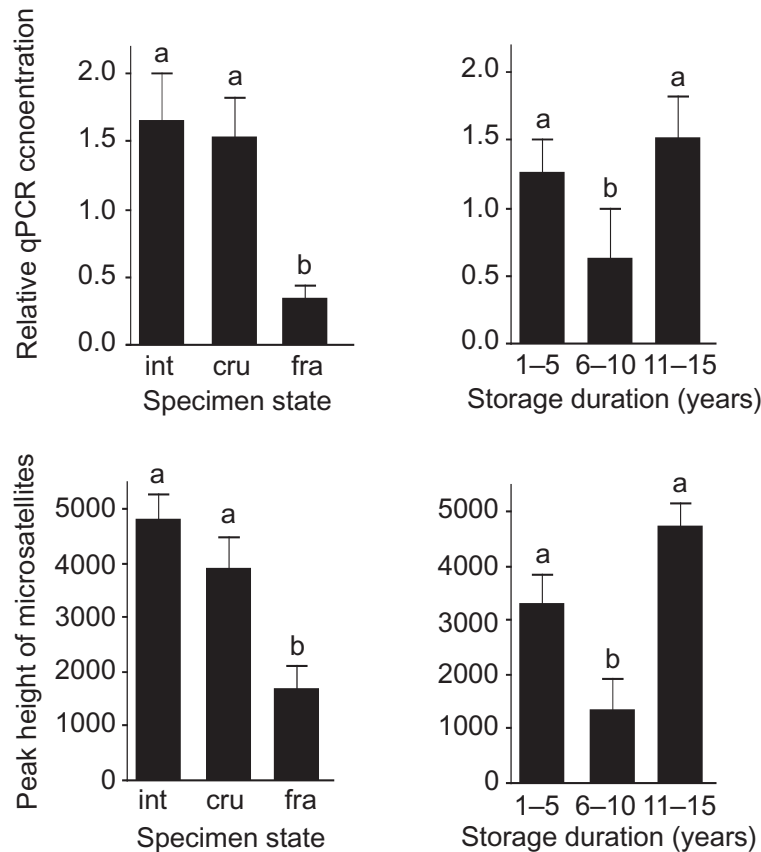 Relative qPCR ccnoentration
2.0
1.5
1.0
0.5
0.0
a
a
b
int cru fra
Specimen state
2.0
1.5
1.0
0.5
0.0
a
b
a
1–5 6–10 11–15
Storage duration (years)
Peak height of microsatellites
5000
4000
3000
2000
1000
0
a
a
b
int cru fra
Specimen state
5000
4000
3000
2000
1000
0
a
b
a
1–5 6–10 11–15
Storage duration (years)